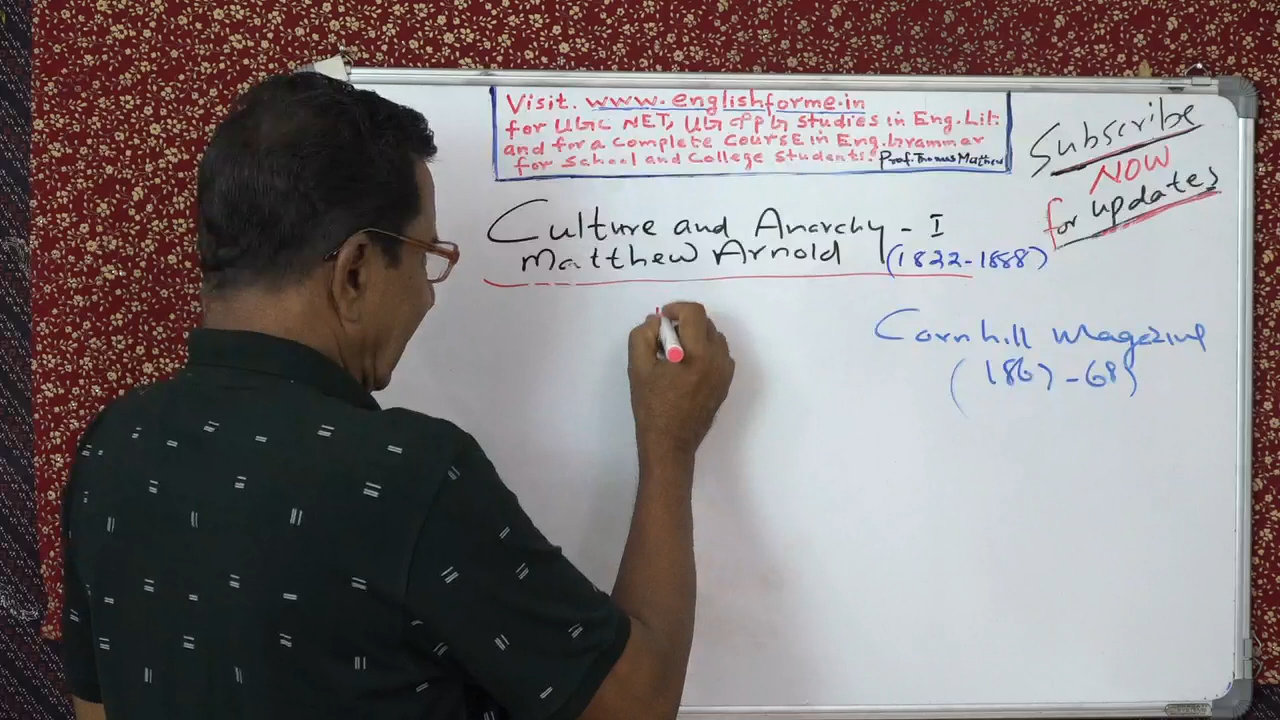 Visit. www.englishforme.in
for UGC NET, UG & PG studies in Eng. Lit.
and for a Complete Course in Eng. Grammar
for School and College Students. Prof. Thomas Mathew
Subscribe
NOW
for updates
Culture and Anarchy - I
Matthew Arnold (1822-1888)
Cornhill Magazine
(1867-68)